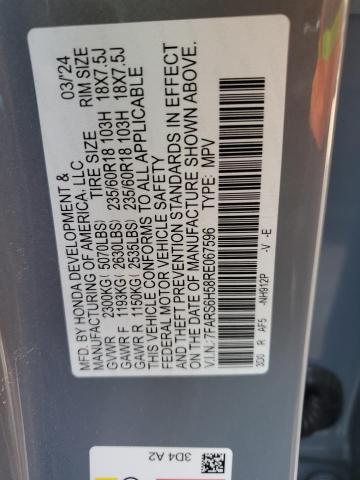 MFD. BY HONDA DEVELOPMENT & 03/'24
MANUFACTURING OF AMERICA, LLC
TIRE SIZE RIM SIZE
GVWR 2300KG ( 5070LBS)
GAWR F 1193KG ( 2630LBS) 235/60R18 103H 18X7.5J
GAWR R 1150KG ( 2535LBS) 235/60R18 103H 18X7.5J
THIS VEHICLE CONFORMS TO ALL APPLICABLE
FEDERAL MOTOR VEHICLE SAFETY
AND THEFT PREVENTION STANDARDS IN EFFECT
ON THE DATE OF MANUFACTURE SHOWN ABOVE.
V.I.N.:7FARS6H58RE067596 TYPE: MPV
3D0 R AF5 -NH912P -V -E
3D4 A2